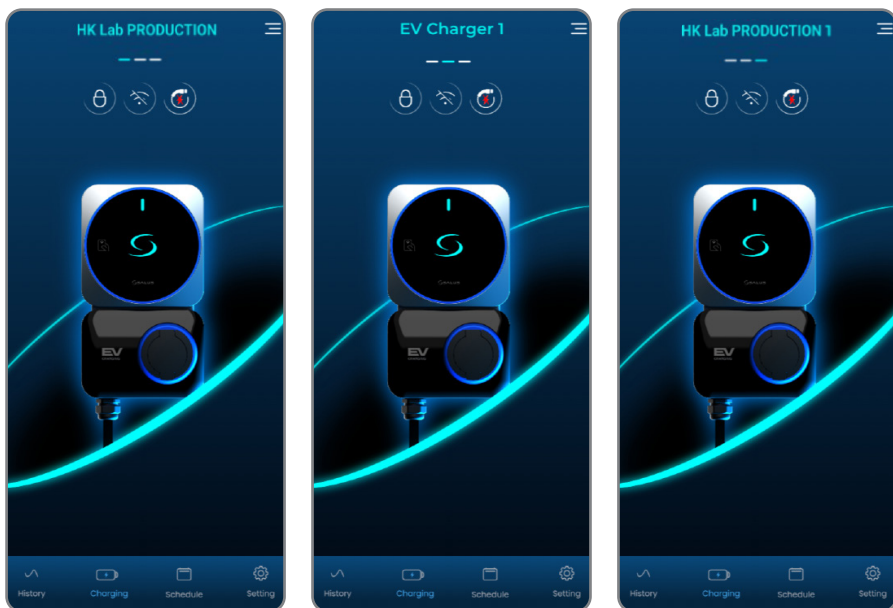 HK Lab PRODUCTION
EV
History
Charging
Schedule
Setting
EV Charger 1
EV
History
Charging
Schedule
Setting
HK Lab PRODUCTION 1
EV
History
Charging
Schedule
Setting